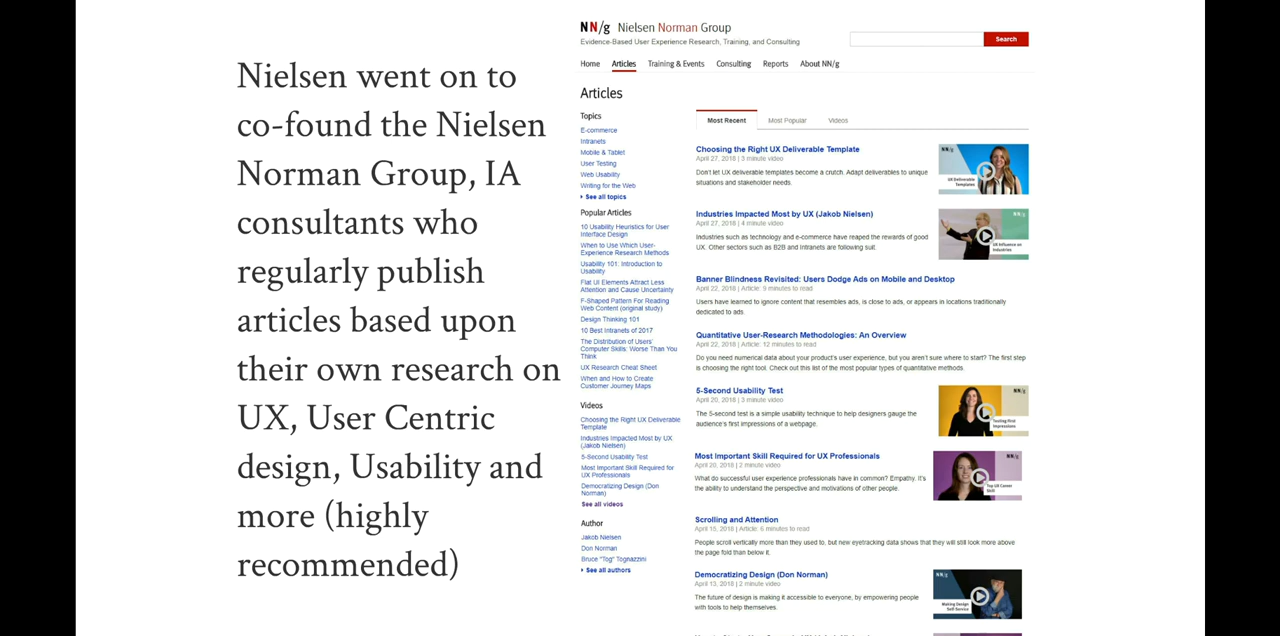 Nielsen went on to
co-found the Nielsen
Norman Group, IA
consultants who
regularly publish
articles based upon
their own research on
UX, User Centric
design, Usability and
more (highly
recommended)
NN/g Nielsen Norman Group
Evidence-Based User Experience Research, Training, and Consulting
Search
Home Articles Training & Events Consulting Reports About NN/g
Articles
Topics
E-commerce
Intranets
Mobile & Tablet
User Testing
Web Usability
Writing for the Web
See all topics
Popular Articles
10 Usability Heuristics for User
Interface Design
When to Use Which User-
Experience Research Methods
Usability 101: Introduction to
Usability
Flat UI Elements Attract Less
Attention and Cause Uncertainty
F-Shaped Pattern For Reading
Web Content (original study)
Design Thinking 101
10 Best Intranets of 2017
The Distribution of Users'
Computer Skills: Worse Than You
Think
UX Research Cheat Sheet
When and How to Create
Customer Journey Maps
Videos
Choosing the Right UX Deliverable
Template
Industries Impacted Most by UX
(Jakob Nielsen)
5-Second Usability Test
Most Important Skill Required for
UX Professionals
Democratizing Design (Don
Norman)
See all videos
Author
Jakob Nielsen
Don Norman
Bruce "Tog" Tognazzini
See all authors
Most Recent Most Popular Videos
Choosing the Right UX Deliverable Template
April 27, 2018 | 3 minute video
Don't let UX deliverable templates become a crutch. Adapt deliverables to unique
situations and stakeholder needs.
NN/g
UX Deliverable
Templates
Industries Impacted Most by UX (Jakob Nielsen)
April 27, 2018 | 4 minute video
Industries such as technology and e-commerce have reaped the rewards of good
UX. Other sectors such as B2B and Intranets are following suit.
NN/g
UX Influence on
Industries
Banner Blindness Revisited: Users Dodge Ads on Mobile and Desktop
April 22, 2018 | Article: 9 minutes to read
Users have learned to ignore content that resembles ads, is close to ads, or appears in locations traditionally
dedicated to ads.
Quantitative User-Research Methodologies: An Overview
April 22, 2018 | Article: 12 minutes to read
Do you need numerical data about your product's user experience, but you aren't sure where to start? The first step
is choosing the right tool. Check out this list of the most popular types of quantitative methods.
5-Second Usability Test
April 20, 2018 | 3 minute video
The 5-second test is a simple usability technique to help designers gauge the
audience's first impressions of a webpage.
NN/g
Testing First
Impressions
Most Important Skill Required for UX Professionals
April 20, 2018 | 2 minute video
What do successful user experience professionals have in common? Empathy. It's
the ability to understand the perspective and motivations of other people.
NN/g
Top UX Career
Skill
Scrolling and Attention
April 15, 2018 | Article: 6 minutes to read
People scroll vertically more than they used to, but new eyetracking data shows that they will still look more above
the page fold than below it.
Democratizing Design (Don Norman)
April 13, 2018 | 2 minute video
The future of design is making it accessible to everyone, by empowering people
with tools to help themselves.
NN/g
Making Design
Self Service